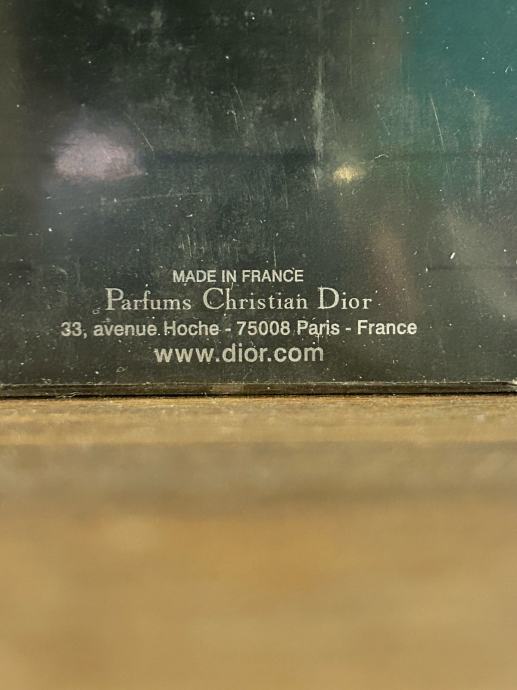 MADE IN FRANCE
Parfums Christian Dior
33, avenue Hoche - 75008 Paris - France
www.dior.com